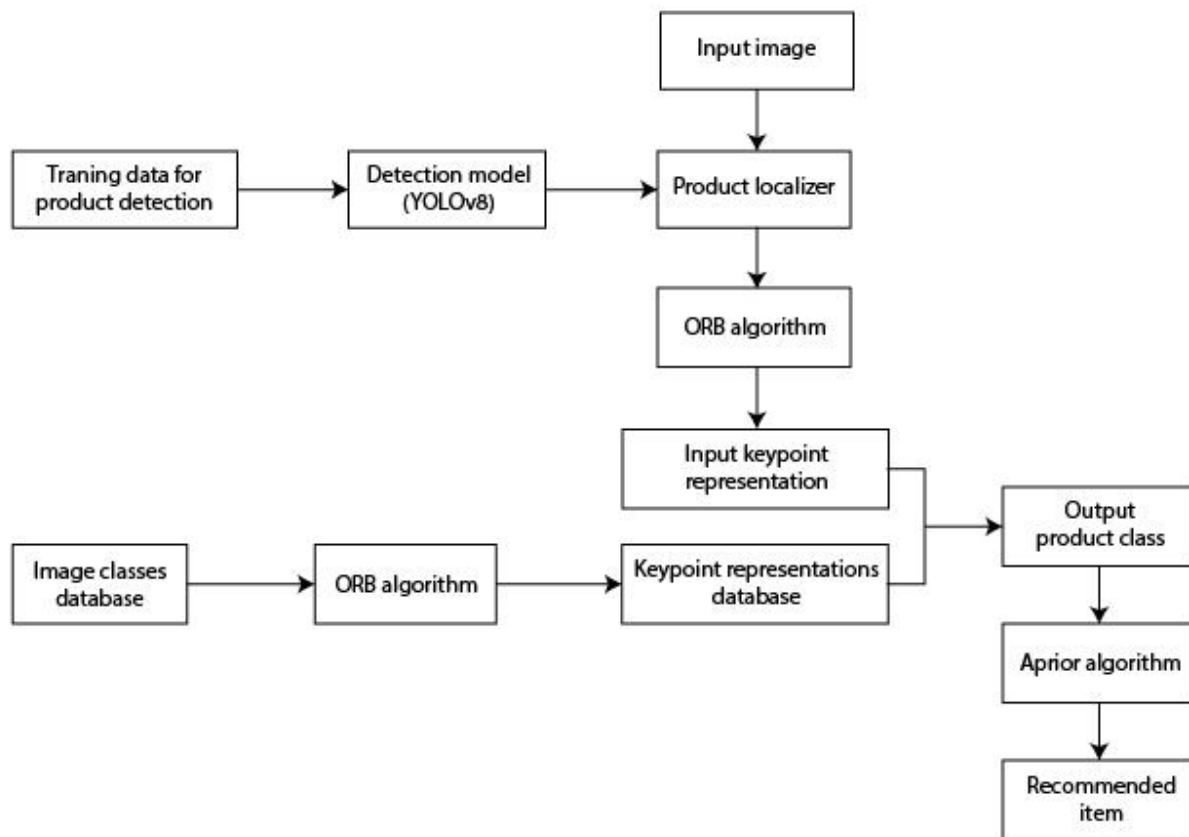 Input image
Traning data for
product detection
Detection model
(YOLOv8)
Product localizer
ORB algorithm
Input keypoint
representation
Image classes
database
ORB algorithm
Keypoint representations
database
Output
product class
Aprior algorithm
Recommended
item